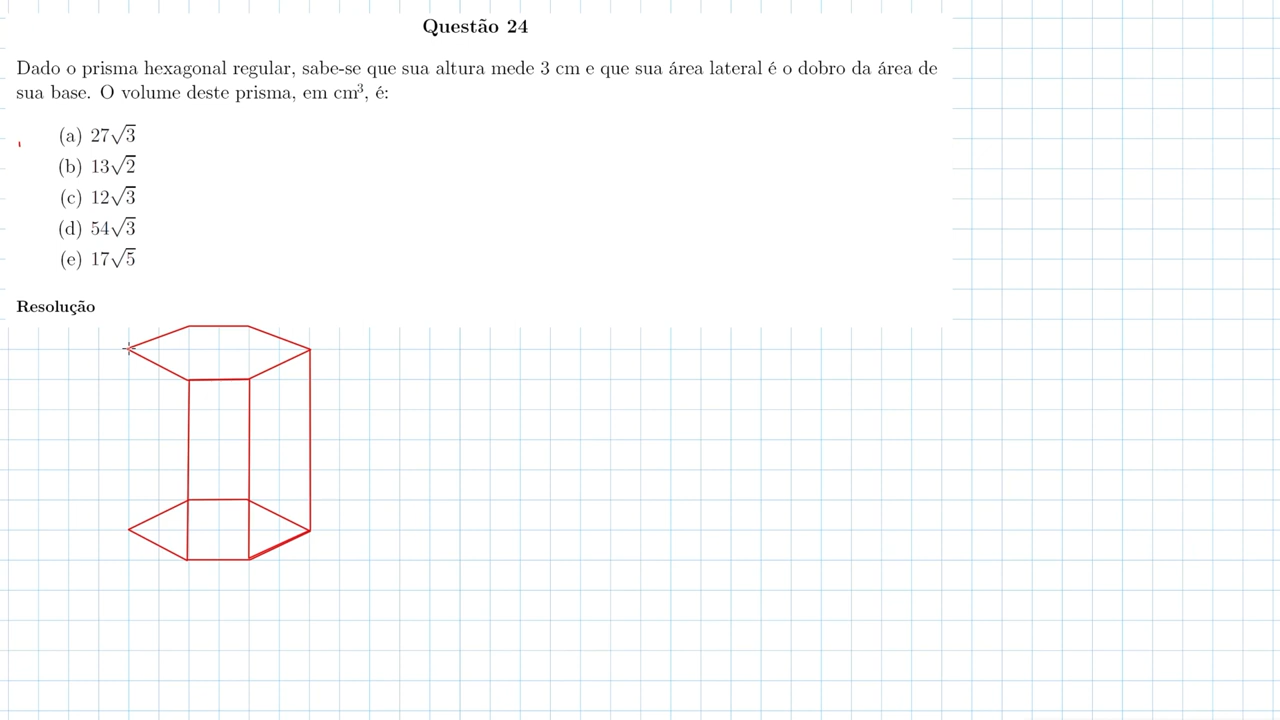 Questão 24
Dado o prisma hexagonal regular, sabe-se que sua altura mede 3 cm e que sua área lateral é o dobro da área de
sua base. O volume deste prisma, em cm³, é:
(a) 27√3
(b) 13√2
(c) 12√3
(d) 54√3
(e) 17√5
Resolução